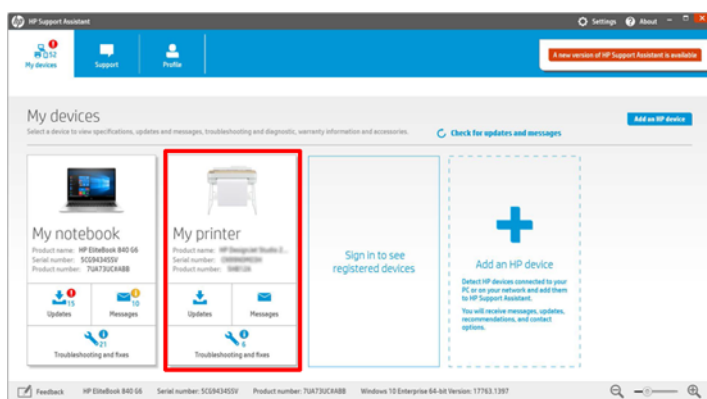 hp HP Support Assistant
Settings About
52
My devices Support Profile
A new version of HP Support Assistant is available
My devices
Add an HP device
Select a device to view specifications, updates and messages, troubleshooting and diagnostic, warranty information and accessories.
Check for updates and messages
My notebook
Product name: HP EliteBook 840 G6
Serial number: 5CG94345SV
Product number: 7UA73UC#ABB
15
Updates
10
Messages
21
Troubleshooting and fixes
My printer
Product name:
Serial number:
Product number:
Updates
Messages
6
Troubleshooting and fixes
Sign in to see
registered devices
Add an HP device
Detect HP devices connected to your
PC or on your network and add them
to HP Support Assistant.
You will receive messages, updates,
recommendations, and contact
options.
Feedback HP EliteBook 840 G6 Serial number: 5CG94345SV Product number: 7UA73UC#ABB Windows 10 Enterprise 64-bit Version: 17763.1397